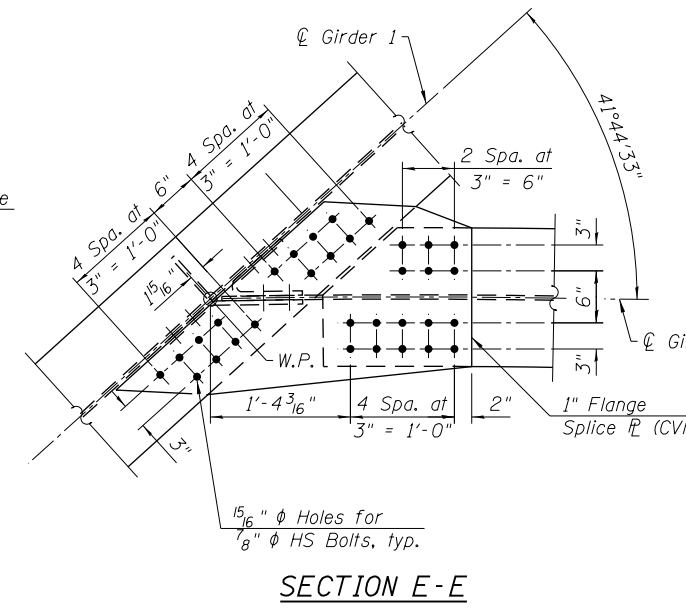 ℄ Girder 1
41°44'33"
4 Spa. at
3" = 1'-0"
6"
4 Spa. at
3" = 1'-0"
1 15/16"
2 Spa. at
3" = 6"
3"
6"
3"
℄ Gi
W.P.
1'-4 3/16"
4 Spa. at
3" = 1'-0"
2"
3"
1" Flange
Splice ⅊ (CV
15/16" ϕ Holes for
7/8" ϕ HS Bolts, typ.
SECTION E-E